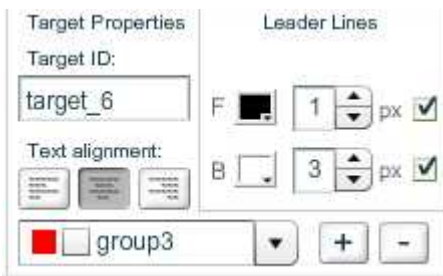 Target Properties
Leader Lines
Target ID:
target_6
F 1 px
Text alignment:
B 3 px
group3
+ -